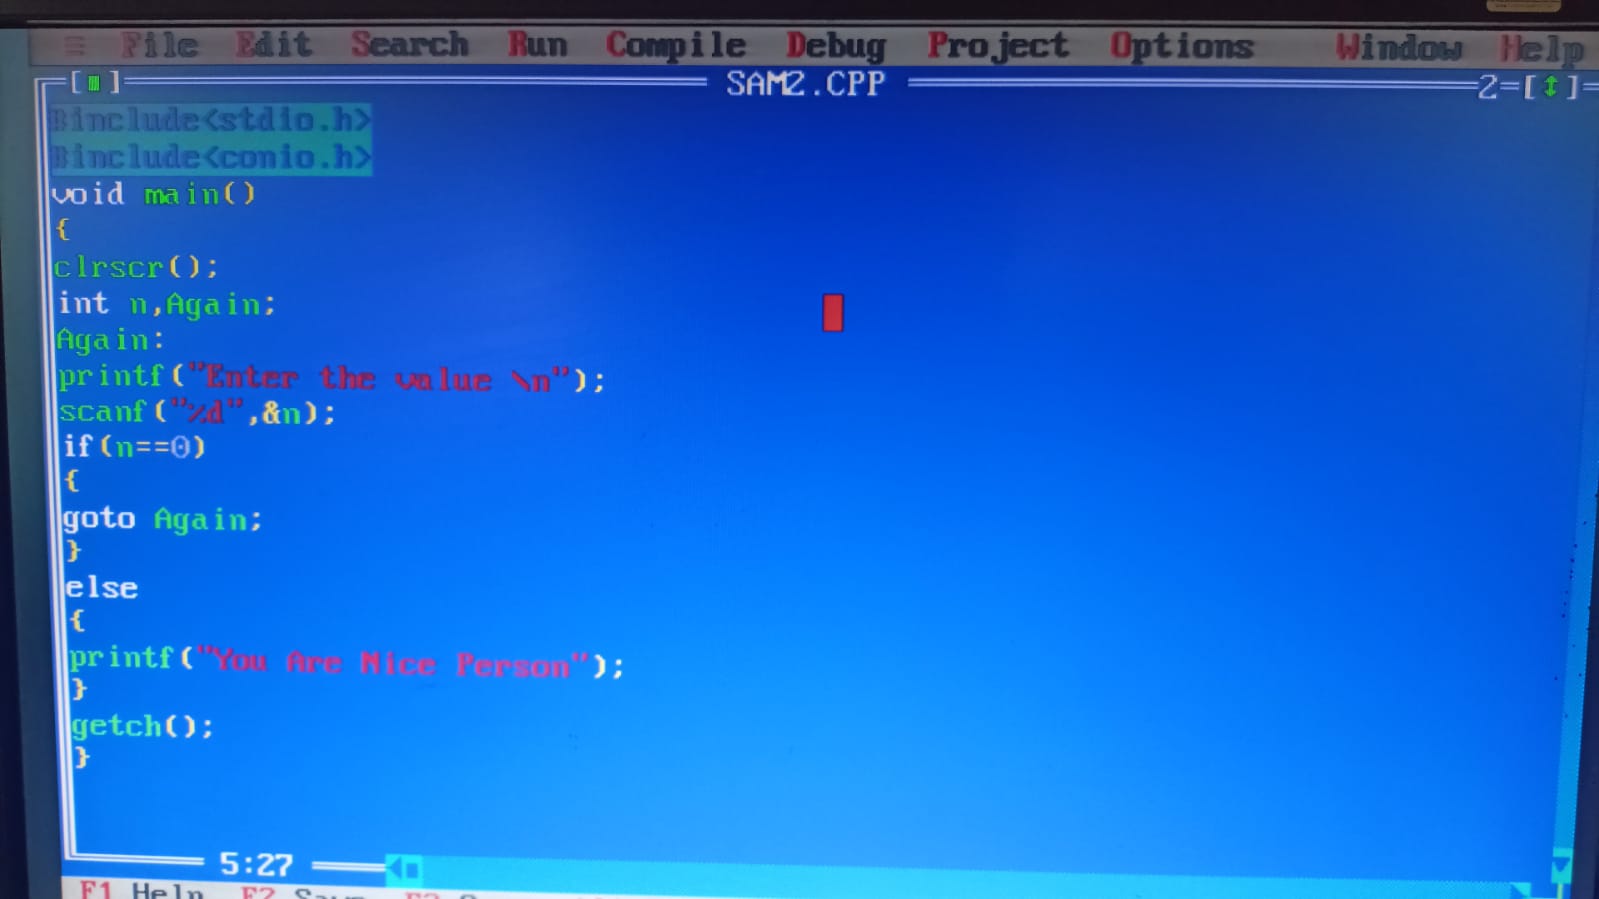 ≡ File Edit Search Run Compile Debug Project Options Window Help
[■] SAM2.CPP 2=[↕]
#include<stdio.h>
#include<conio.h>
void main()
{
clrscr();
int n,Again;
Again:
printf("Enter the value \n");
scanf("%d",&n);
if(n==0)
{
goto Again;
}
else
{
printf("You Are Nice Person");
}
getch();
}
5:27
F1 Help F2 Save